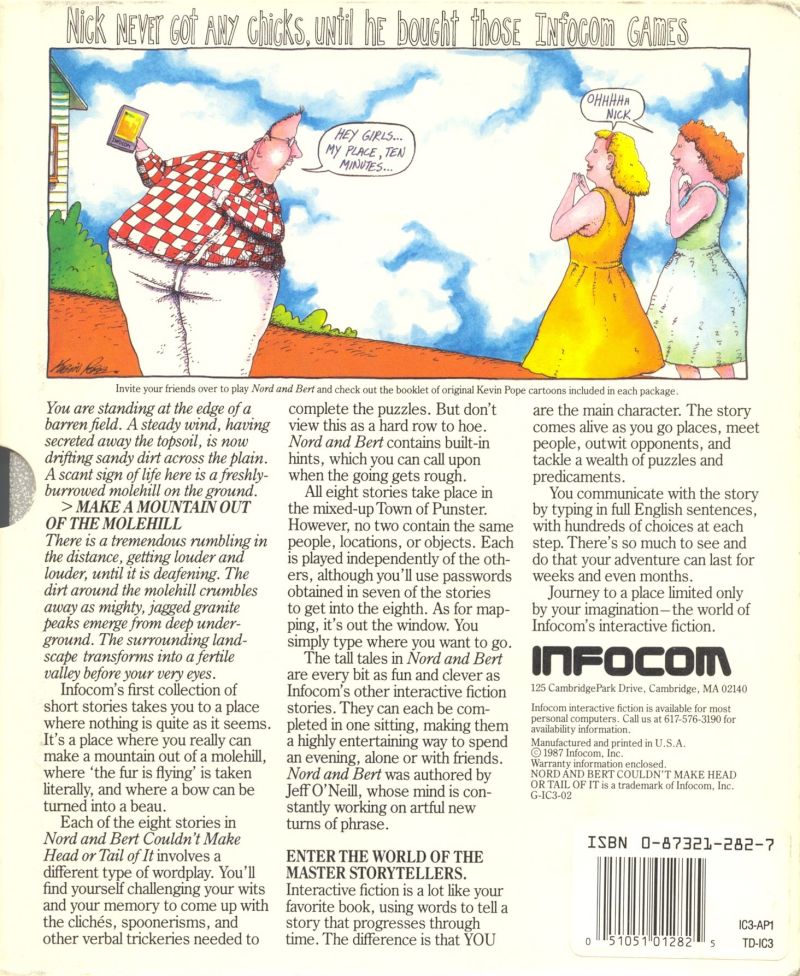 Nick NEVER GOT ANY chicks, until HE bought those INFOCOM GAMES
HEY GIRLS...
MY PLACE, TEN
MINUTES...
OHHHHA
NICK
Invite your friends over to play Nord and Bert and check out the booklet of original Kevin Pope cartoons included in each package.
You are standing at the edge of a
barren field. A steady wind, having
secreted away the topsoil, is now
drifting sandy dirt across the plain.
A scant sign of life here is a freshly-
burrowed molehill on the ground.
> MAKE A MOUNTAIN OUT
OF THE MOLEHILL
There is a tremendous rumbling in
the distance, getting louder and
louder, until it is deafening. The
dirt around the molehill crumbles
away as mighty, jagged granite
peaks emerge from deep under-
ground. The surrounding land-
scape transforms into a fertile
valley before your very eyes.
Infocom's first collection of
short stories takes you to a place
where nothing is quite as it seems.
It's a place where you really can
make a mountain out of a molehill,
where 'the fur is flying' is taken
literally, and where a bow can be
turned into a beau.
Each of the eight stories in
Nord and Bert Couldn't Make
Head or Tail of It involves a
different type of wordplay. You'll
find yourself challenging your wits
and your memory to come up with
the clichés, spoonerisms, and
other verbal trickeries needed to
complete the puzzles. But don't
view this as a hard row to hoe.
Nord and Bert contains built-in
hints, which you can call upon
when the going gets rough.
All eight stories take place in
the mixed-up Town of Punster.
However, no two contain the same
people, locations, or objects. Each
is played independently of the oth-
ers, although you'll use passwords
obtained in seven of the stories
to get into the eighth. As for map-
ping, it's out the window. You
simply type where you want to go.
The tall tales in Nord and Bert
are every bit as fun and clever as
Infocom's other interactive fiction
stories. They can each be com-
pleted in one sitting, making them
a highly entertaining way to spend
an evening, alone or with friends.
Nord and Bert was authored by
Jeff O'Neill, whose mind is con-
stantly working on artful new
turns of phrase.
ENTER THE WORLD OF THE
MASTER STORYTELLERS.
Interactive fiction is a lot like your
favorite book, using words to tell a
story that progresses through
time. The difference is that YOU
are the main character. The story
comes alive as you go places, meet
people, outwit opponents, and
tackle a wealth of puzzles and
predicaments.
You communicate with the story
by typing in full English sentences,
with hundreds of choices at each
step. There's so much to see and
do that your adventure can last for
weeks and even months.
Journey to a place limited only
by your imagination—the world of
Infocom's interactive fiction.
INFOCOM
125 CambridgePark Drive, Cambridge, MA 02140
Infocom interactive fiction is available for most
personal computers. Call us at 617-576-3190 for
availability information.
Manufactured and printed in U.S.A.
© 1987 Infocom, Inc.
Warranty information enclosed.
NORD AND BERT COULDN'T MAKE HEAD
OR TAIL OF IT is a trademark of Infocom, Inc.
G-IC3-02
ISBN 0-87321-282-7
0 51051 01282 5
IC3-AP1
TD-IC3